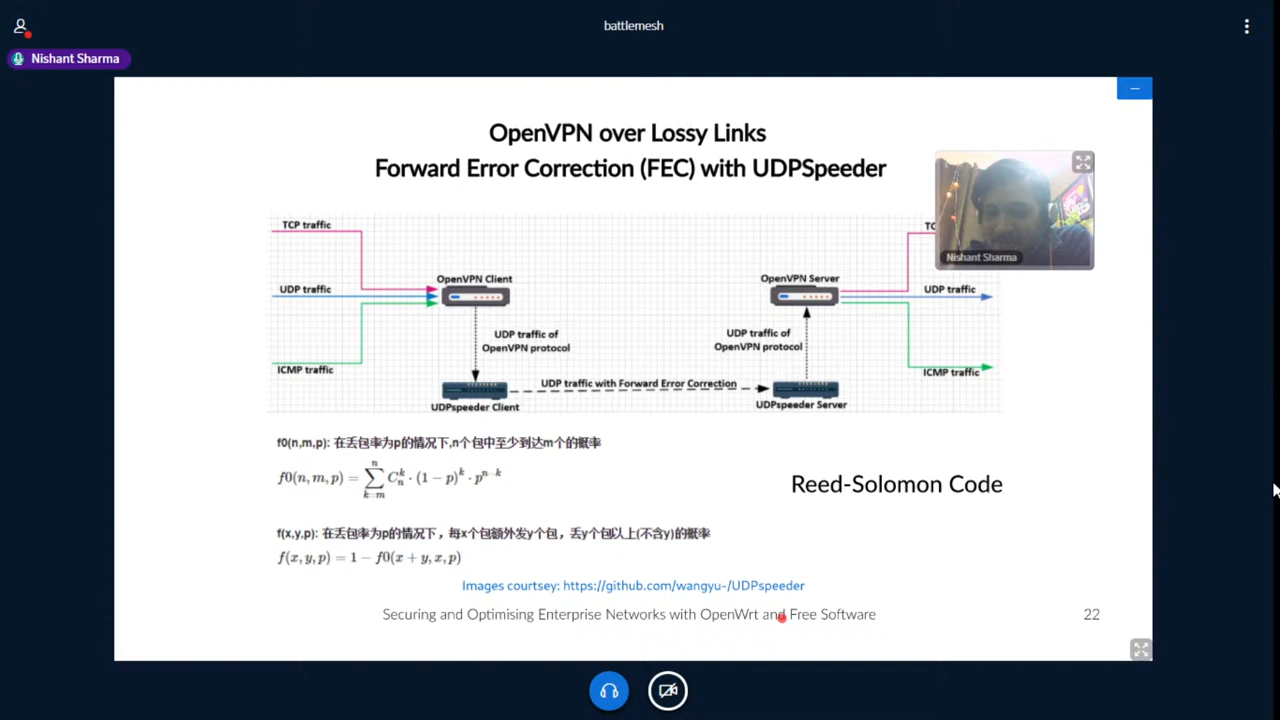 battlemesh
Nishant Sharma
OpenVPN over Lossy Links
Forward Error Correction (FEC) with UDPSpeeder
TCP traffic
TC
Nishant Sharma
OpenVPN Client
OpenVPN Server
UDP traffic
UDP traffic
UDP traffic of
OpenVPN protocol
UDP traffic of
OpenVPN protocol
ICMP traffic
ICMP traffic
UDP traffic with Forward Error Correction
UDPspeeder Client
UDPspeeder Server
f0(n,m,p): 在丢包率为p的情况下,n个包中至少到达m个的概率
f0(n, m, p) = ∑_{k=m}^{n} C_n^k · (1 − p)^k · p^{n−k}
Reed-Solomon Code
f(x,y,p): 在丢包率为p的情况下，每x个包额外发y个包，丢y个包以上(不含y)的概率
f(x, y, p) = 1 − f0(x + y, x, p)
Images courtsey: https://github.com/wangyu-/UDPspeeder
Securing and Optimising Enterprise Networks with OpenWrt and Free Software
22